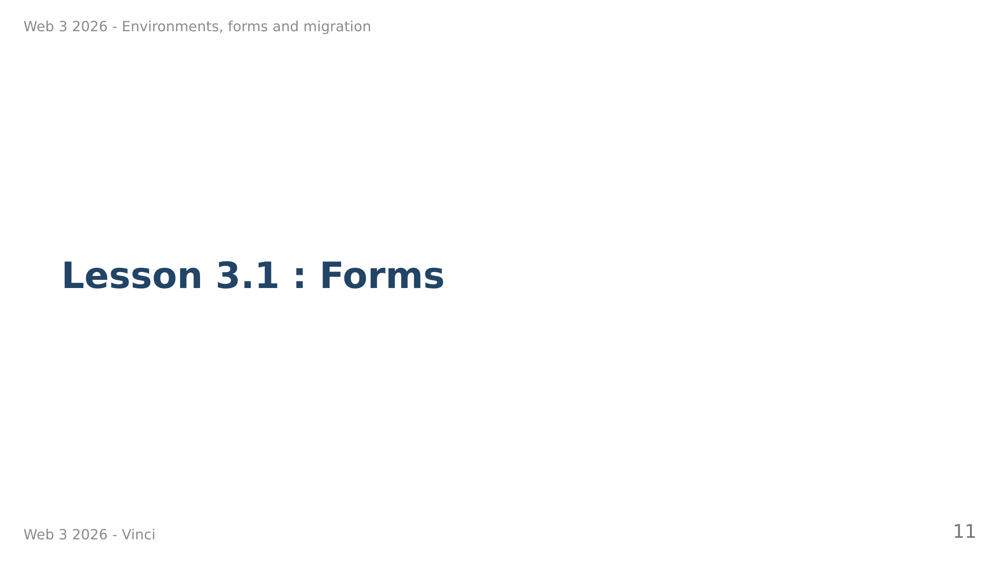 Web 3 2026 - Environments, forms and migration
Lesson 3.1 : Forms
Web 3 2026 - Vinci
11